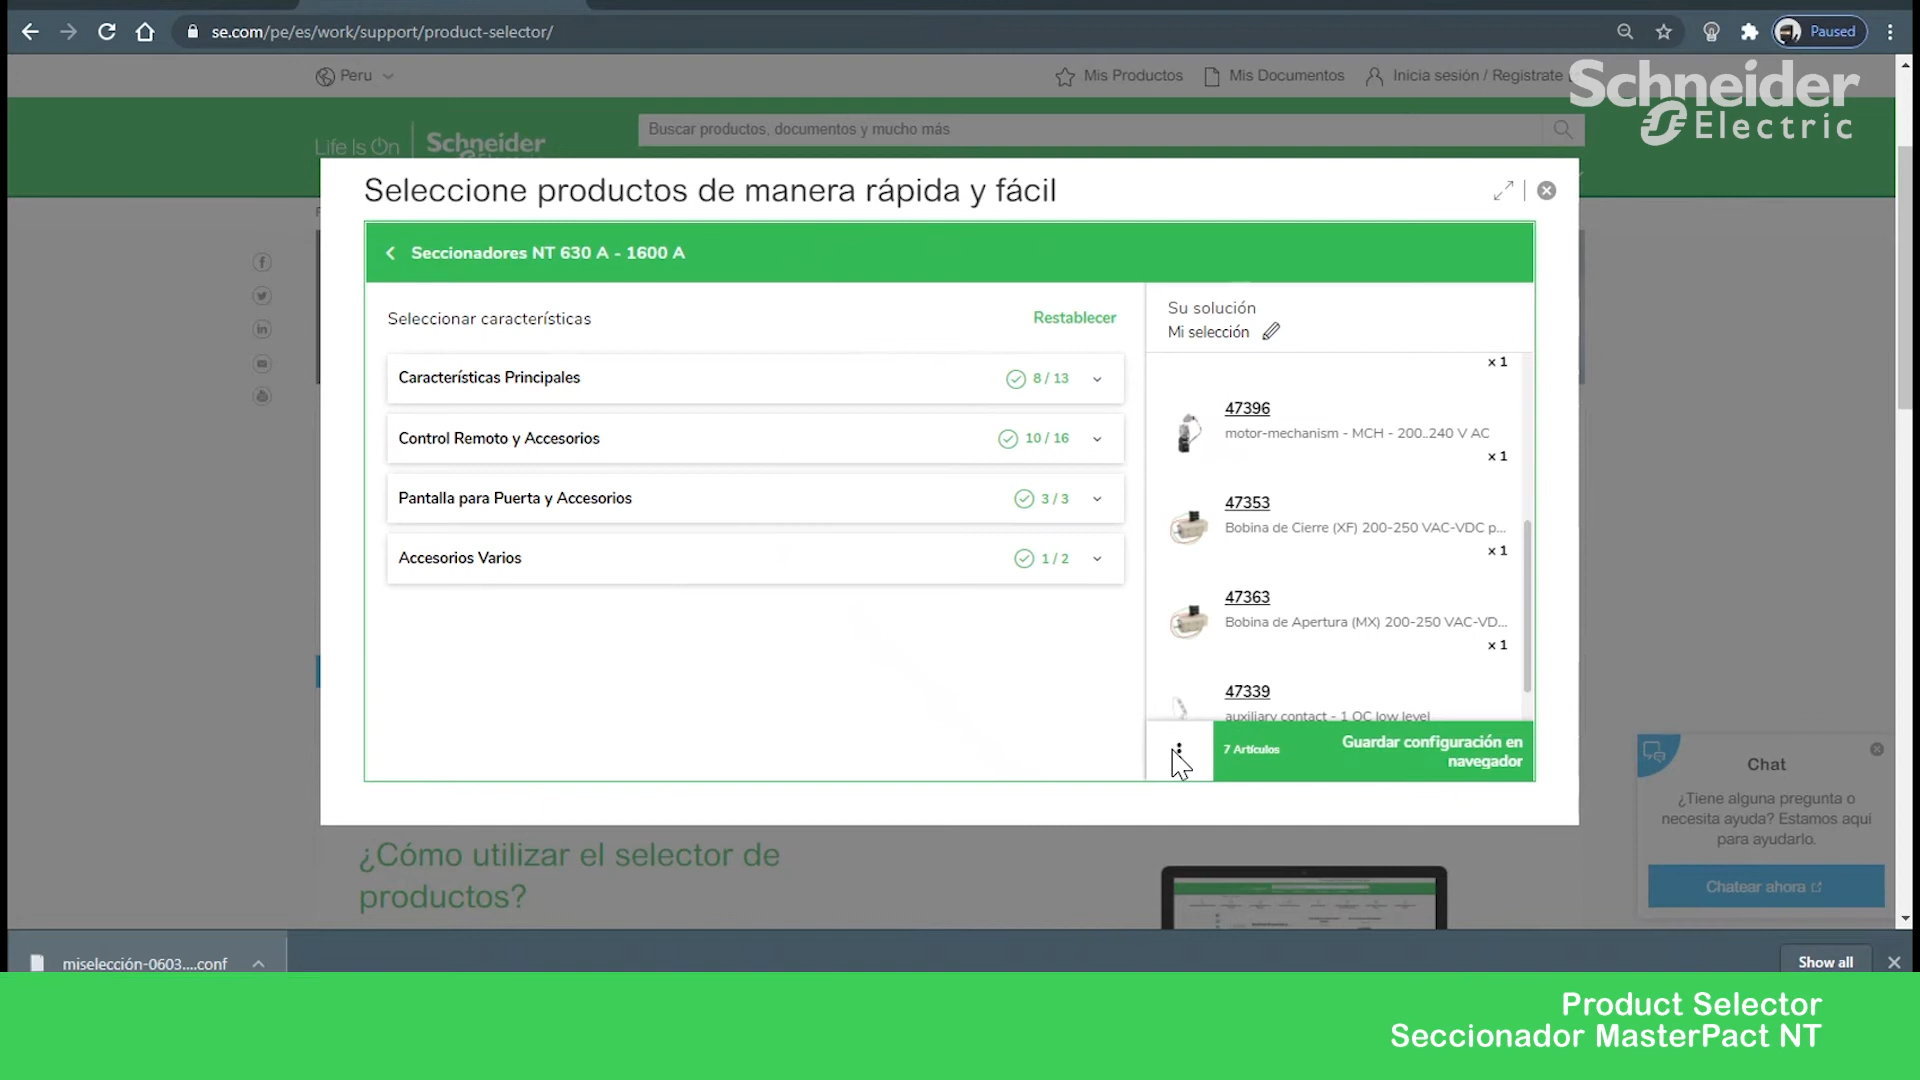 se.com/pe/es/work/support/product-selector/
Paused
Peru
Mis Productos
Mis Documentos
Inicia sesión / Registrate
Schneider
Electric
Life Is On
Schneider
Buscar productos, documentos y mucho más
Seleccione productos de manera rápida y fácil
Seccionadores NT 630 A - 1600 A
Seleccionar características
Restablecer
Características Principales
8 / 13
Control Remoto y Accesorios
10 / 16
Pantalla para Puerta y Accesorios
3 / 3
Accesorios Varios
1 / 2
Su solución
Mi selección
x 1
47396
motor-mechanism - MCH - 200..240 V AC
x 1
47353
Bobina de Cierre (XF) 200-250 VAC-VDC p...
x 1
47363
Bobina de Apertura (MX) 200-250 VAC-VD...
x 1
47339
auxiliary contact - 1 OC low level
7 Artículos
Guardar configuración en
navegador
¿Cómo utilizar el selector de
productos?
Chat
¿Tiene alguna pregunta o
necesita ayuda? Estamos aquí
para ayudarlo.
Chatear ahora
miselección-0603....conf
Show all
Product Selector
Seccionador MasterPact NT